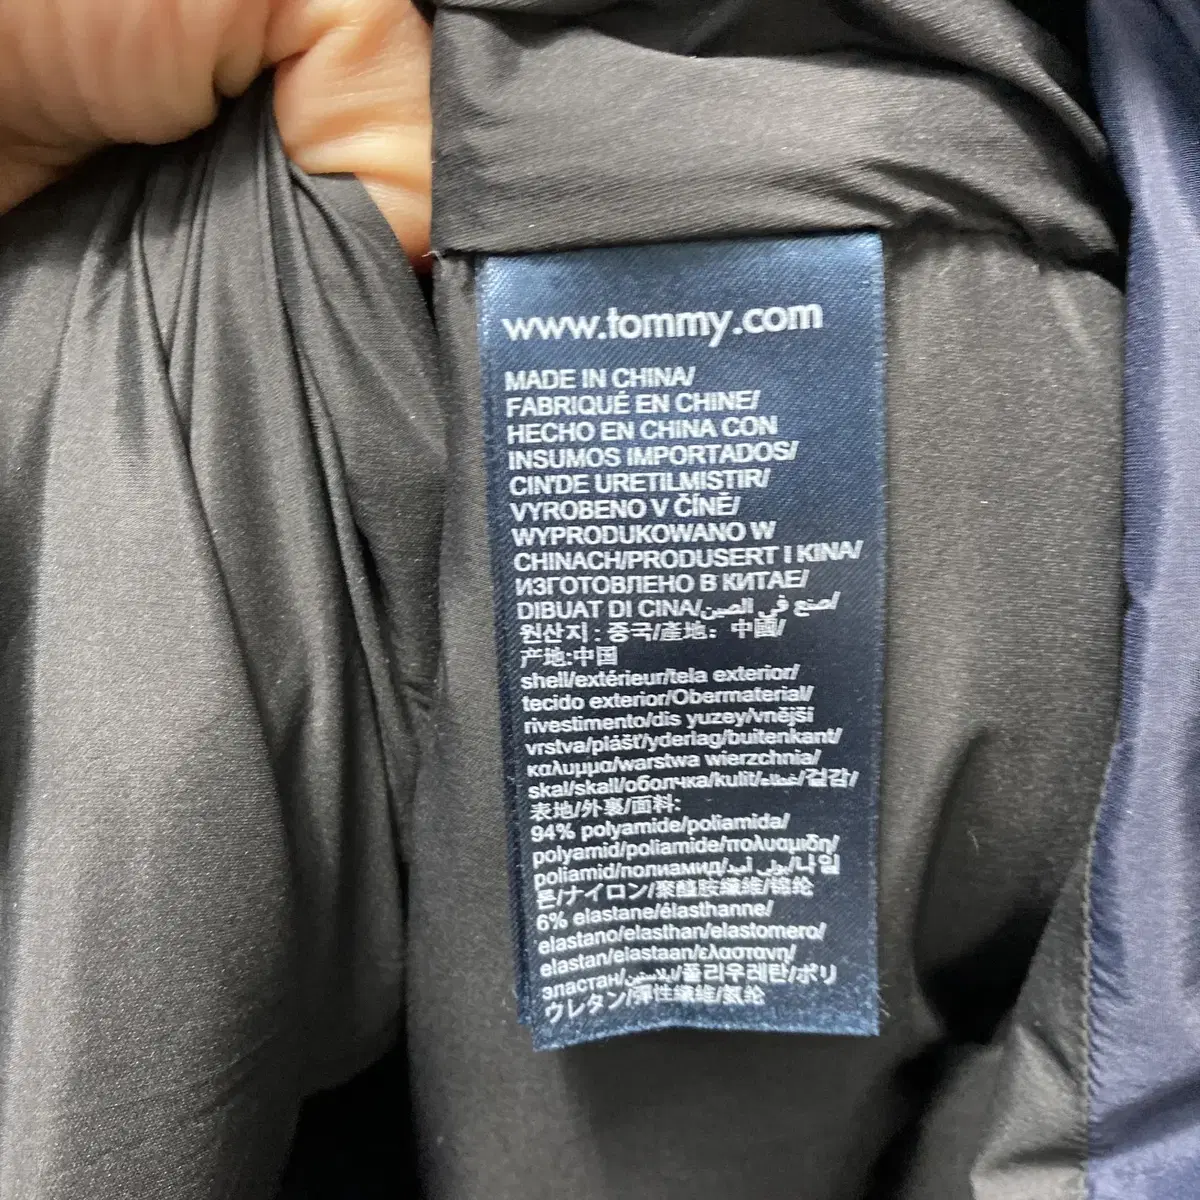 www.tommy.com
MADE IN CHINA/
FABRIQUÉ EN CHINE/
HECHO EN CHINA CON
INSUMOS IMPORTADOS/
CIN'DE URETILMISTIR/
VYROBENO V ČÍNĚ/
WYPRODUKOWANO W
CHINACH/PRODUSERT I KINA/
ИЗГОТОВЛЕНО В КИТАЕ/
DIBUAT DI CINA/صنع في الصين/
원산지 : 중국/產地: 中國/
产地:中国
shell/extérieur/tela exterior/
tecido exterior/Obermaterial/
rivestimento/dis yuzey/vnější
vrstva/plášť/yderlag/buitenkant/
καλυμμα/warstwa wierzchnia/
skal/skall/оболчка/kulit/غطاء/겉감/
表地/外裏/面料:
94% polyamide/poliamida/
polyamid/poliamide/πολυαμιδη/
poliamid/полиамид/بولي أميد/나일
론/ナイロン/聚醯胺纖維/锦纶
6% elastane/élasthanne/
elastano/elasthan/elastomero/
elastan/elastaan/ελαστανη/
эластан/إيلاستين/폴리우레탄/ポリ
ウレタン/彈性纖維/氨纶